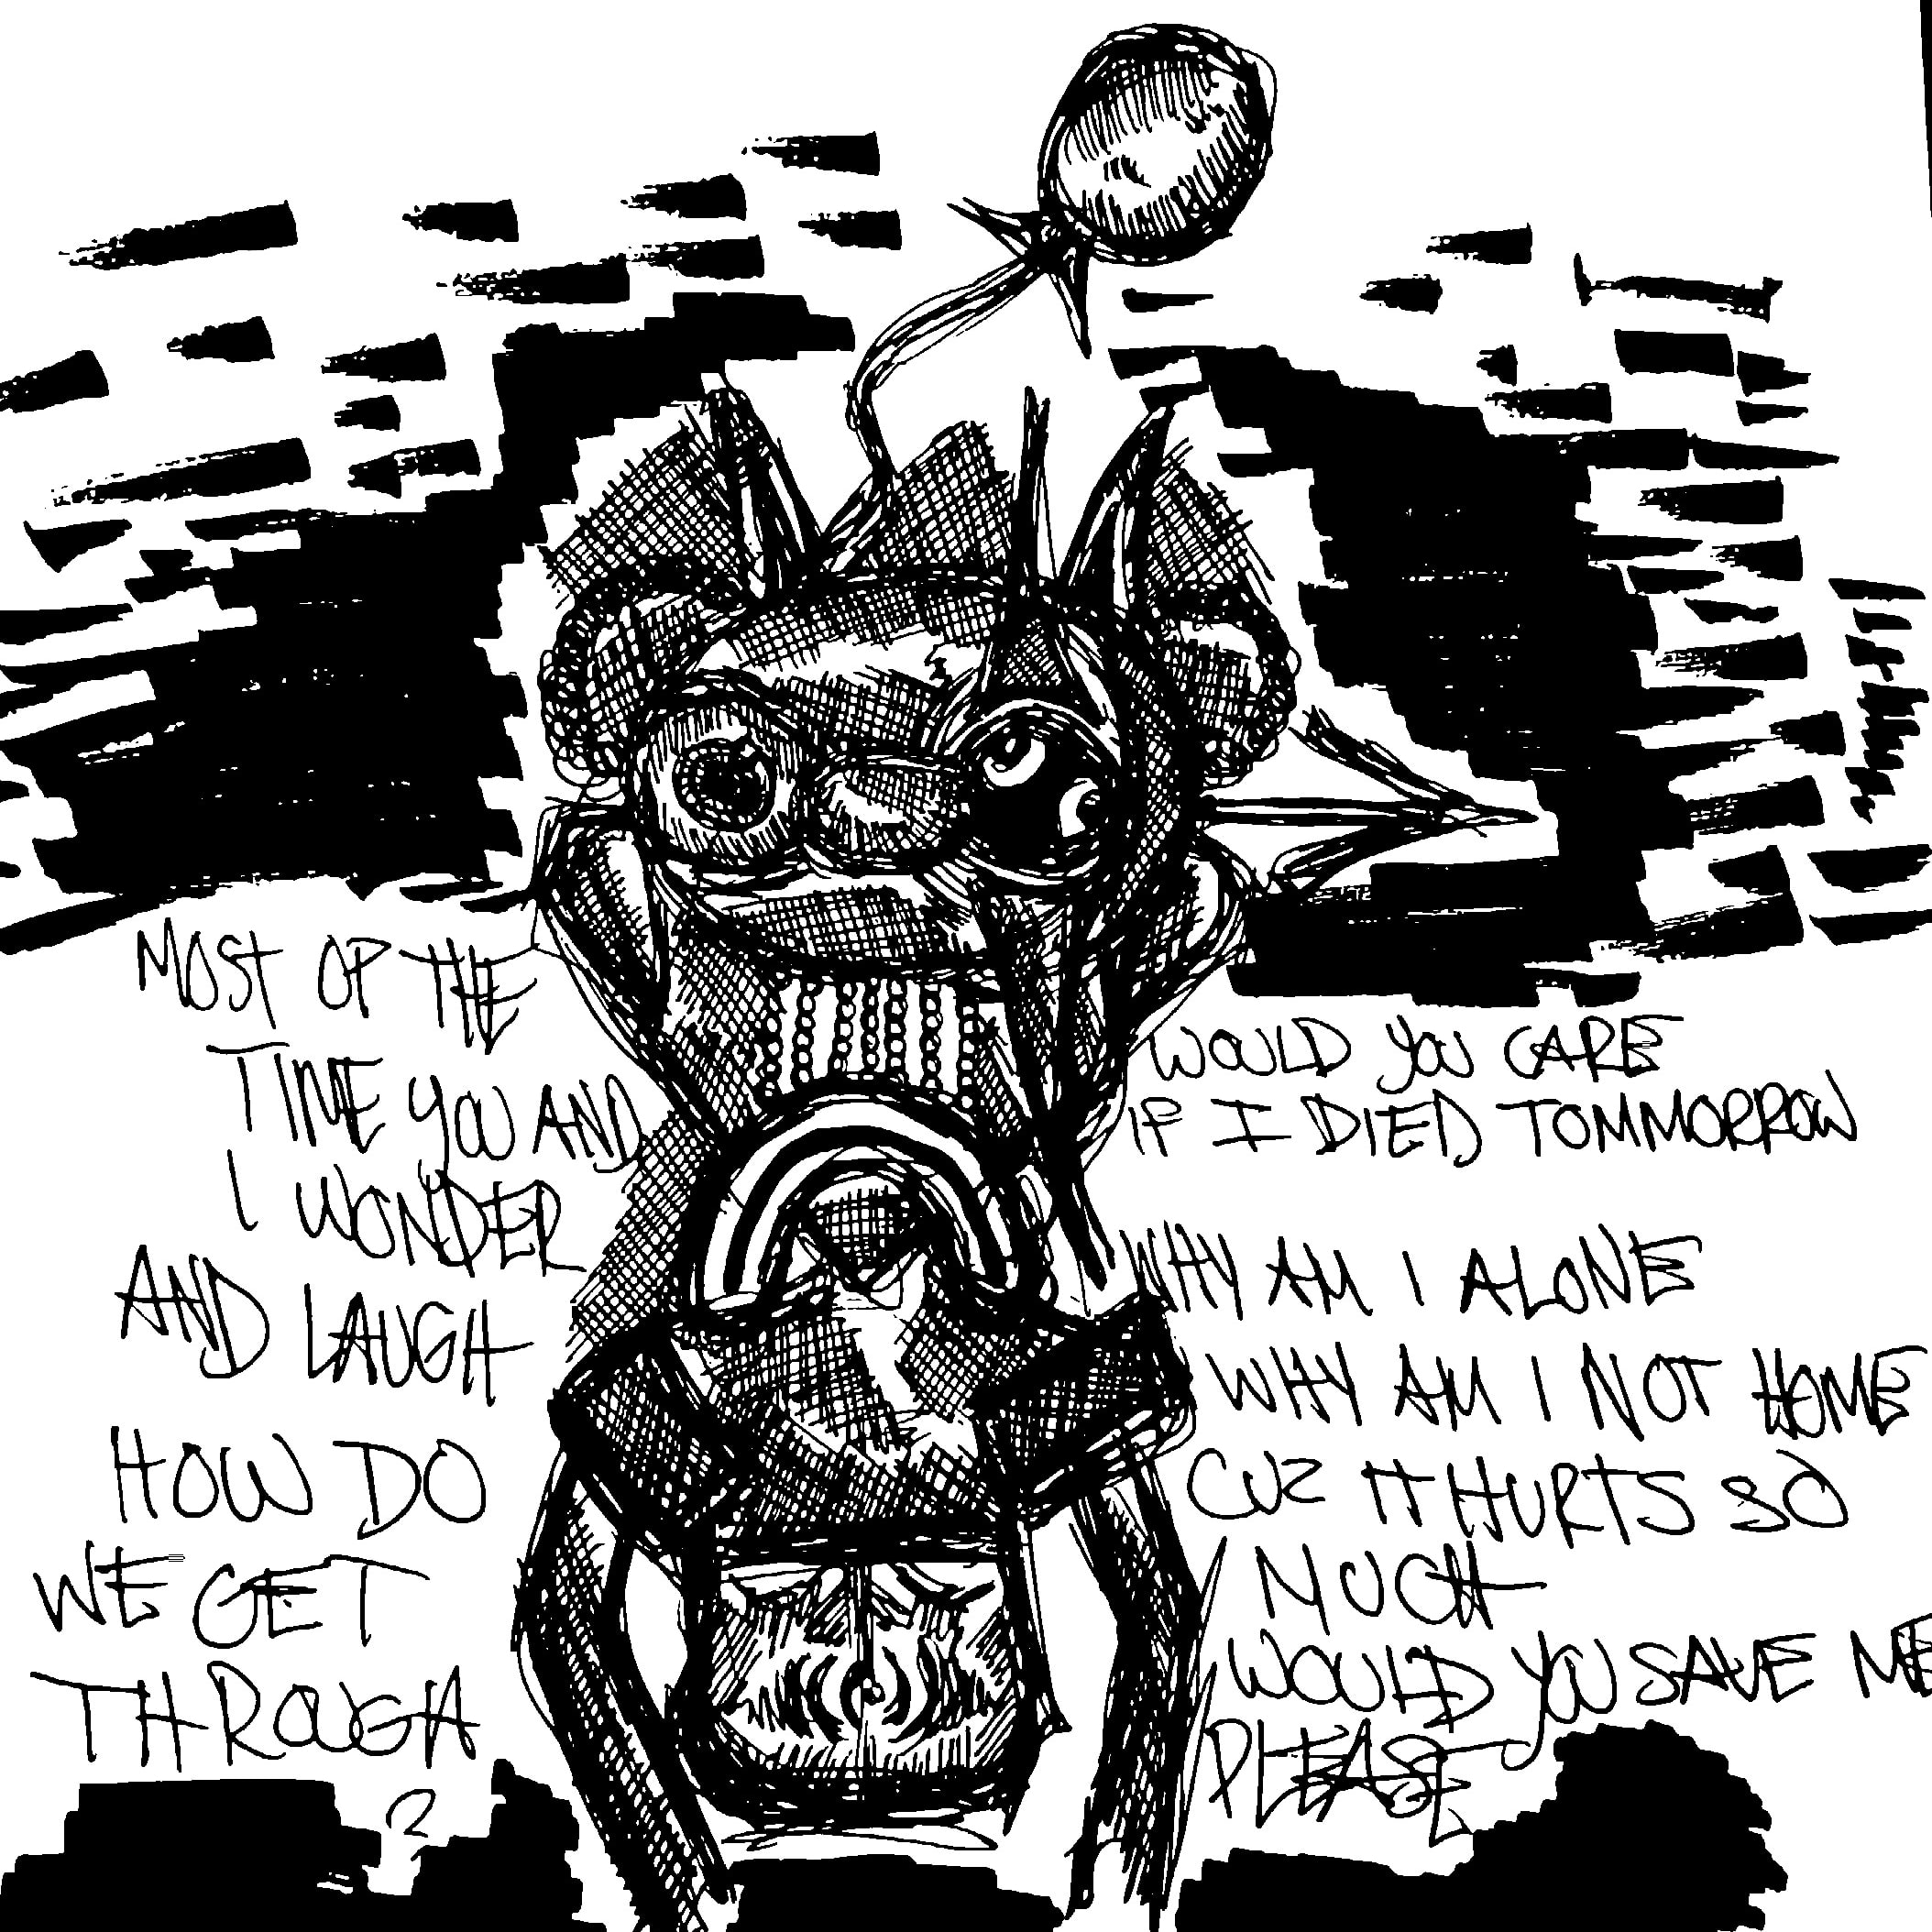 MOST OF THE
TIME YOU AND
I WONDER
AND LAUGH
HOW DO
WE GET
THROUGH
?
WOULD YOU CARE
IF I DIED TOMMORROW
WHY AM I ALONE
WHY AM I NOT HOME
CUZ IT HURTS SO
MUCH
WOULD YOU SAVE ME
PLEASE